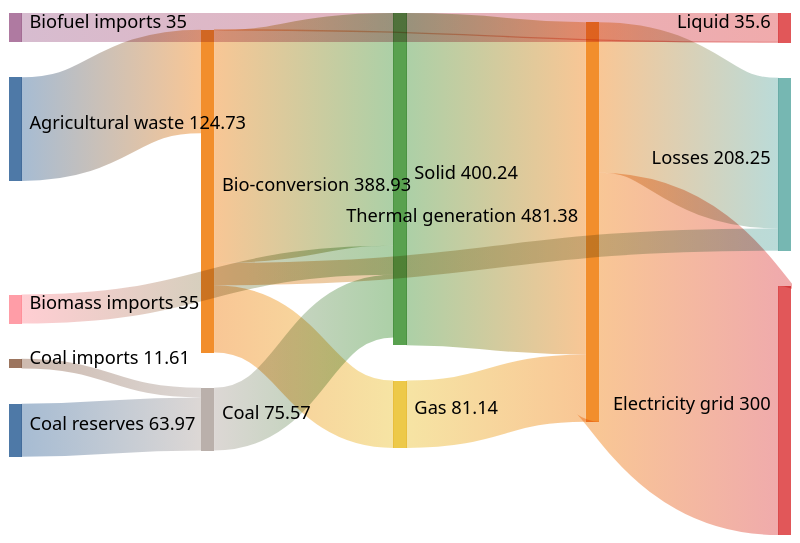 Biofuel imports 35
Liquid 35.6
Agricultural waste 124.73
Losses 208.25
Solid 400.24
Bio-conversion 388.93
Thermal generation 481.38
Biomass imports 35
Coal imports 11.61
Electricity grid 300
Gas 81.14
Coal 75.57
Coal reserves 63.97